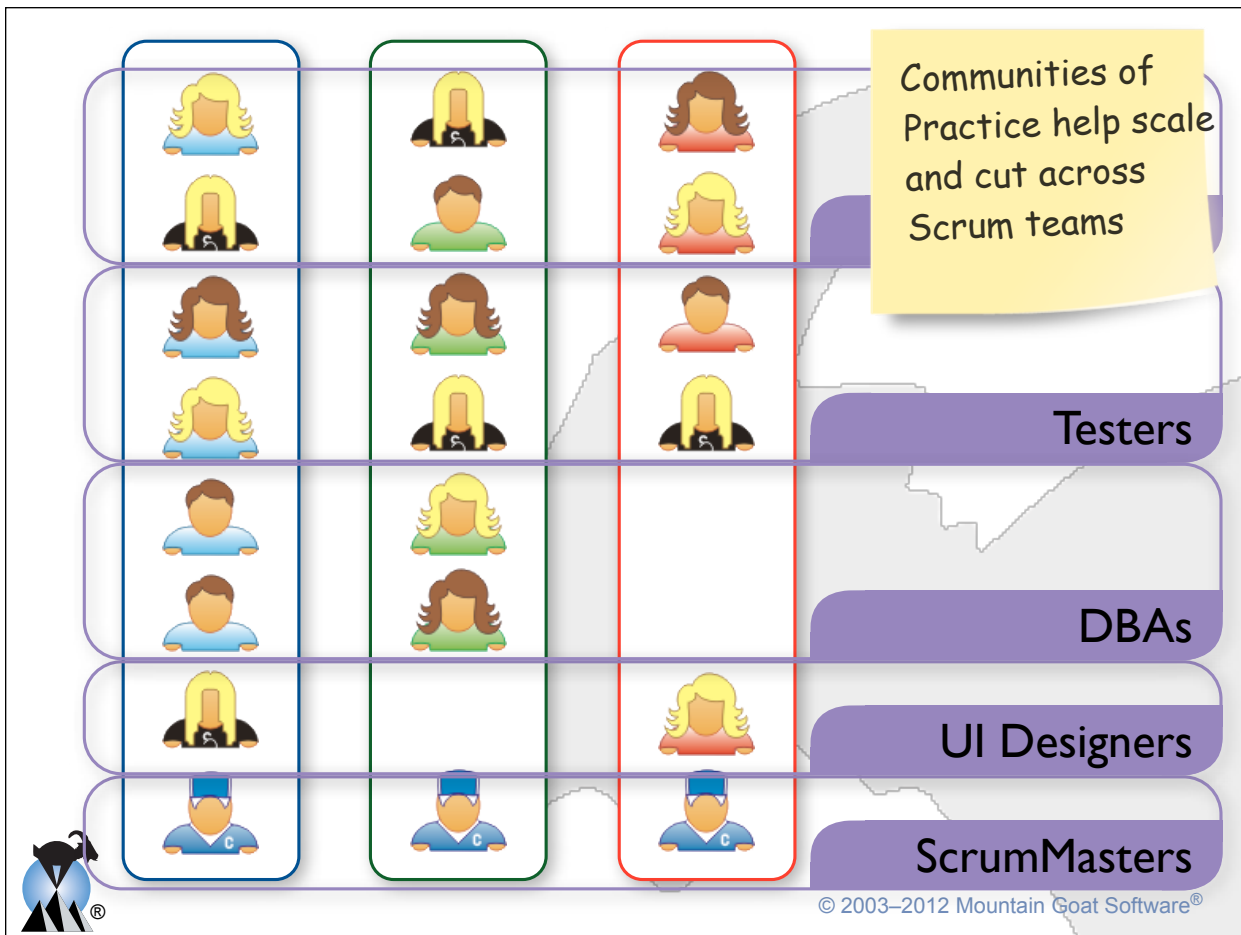 Communities of
Practice help scale
and cut across
Scrum teams
Testers
DBAs
UI Designers
C
C
C
ScrumMasters
®
© 2003–2012 Mountain Goat Software®